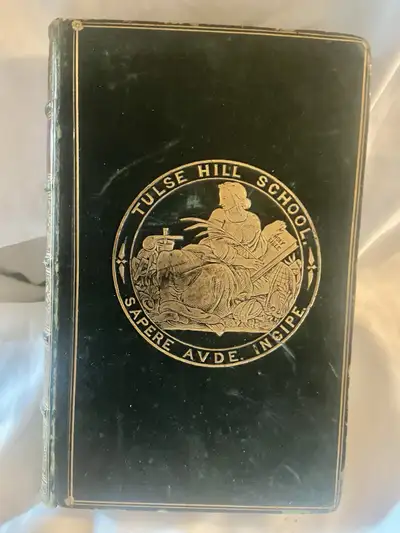 TULSE HILL SCHOOL.
SAPERE AVDE. INCIPE.